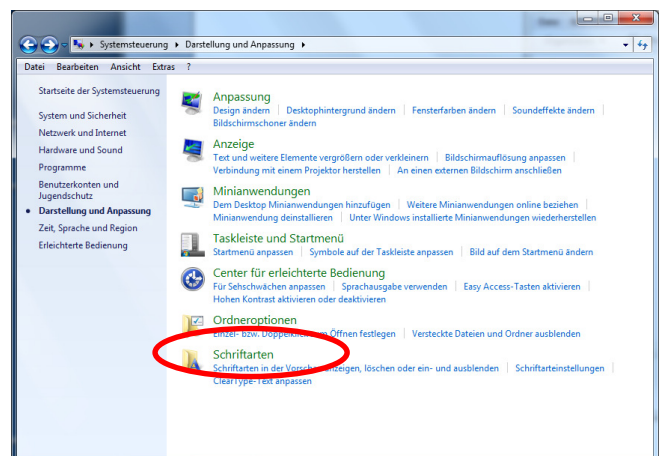 Systemsteuerung ▸ Darstellung und Anpassung ▸
Datei Bearbeiten Ansicht Extras ?
Startseite der Systemsteuerung
System und Sicherheit
Netzwerk und Internet
Hardware und Sound
Programme
Benutzerkonten und
Jugendschutz
Darstellung und Anpassung
Zeit, Sprache und Region
Erleichterte Bedienung
Anpassung
Design ändern | Desktophintergrund ändern | Fensterfarben ändern | Soundeffekte ändern |
Bildschirmschoner ändern
Anzeige
Text und weitere Elemente vergrößern oder verkleinern | Bildschirmauflösung anpassen |
Verbindung mit einem Projektor herstellen | An einen externen Bildschirm anschließen
Minianwendungen
Dem Desktop Minianwendungen hinzufügen | Weitere Minianwendungen online beziehen |
Minianwendung deinstallieren | Unter Windows installierte Minianwendungen wiederherstellen
Taskleiste und Startmenü
Startmenü anpassen | Symbole auf der Taskleiste anpassen | Bild auf dem Startmenü ändern
Center für erleichterte Bedienung
Für Sehschwächen anpassen | Sprachausgabe verwenden | Easy Access-Tasten aktivieren |
Hohen Kontrast aktivieren oder deaktivieren
Ordneroptionen
Einzel- bzw. Öffnen festlegen | Versteckte Dateien und Ordner ausblenden
Schriftarten
Schriftarten in der anzeigen, löschen oder ein- und ausblenden | Schriftarteinstellungen |
ClearType-Text anpassen